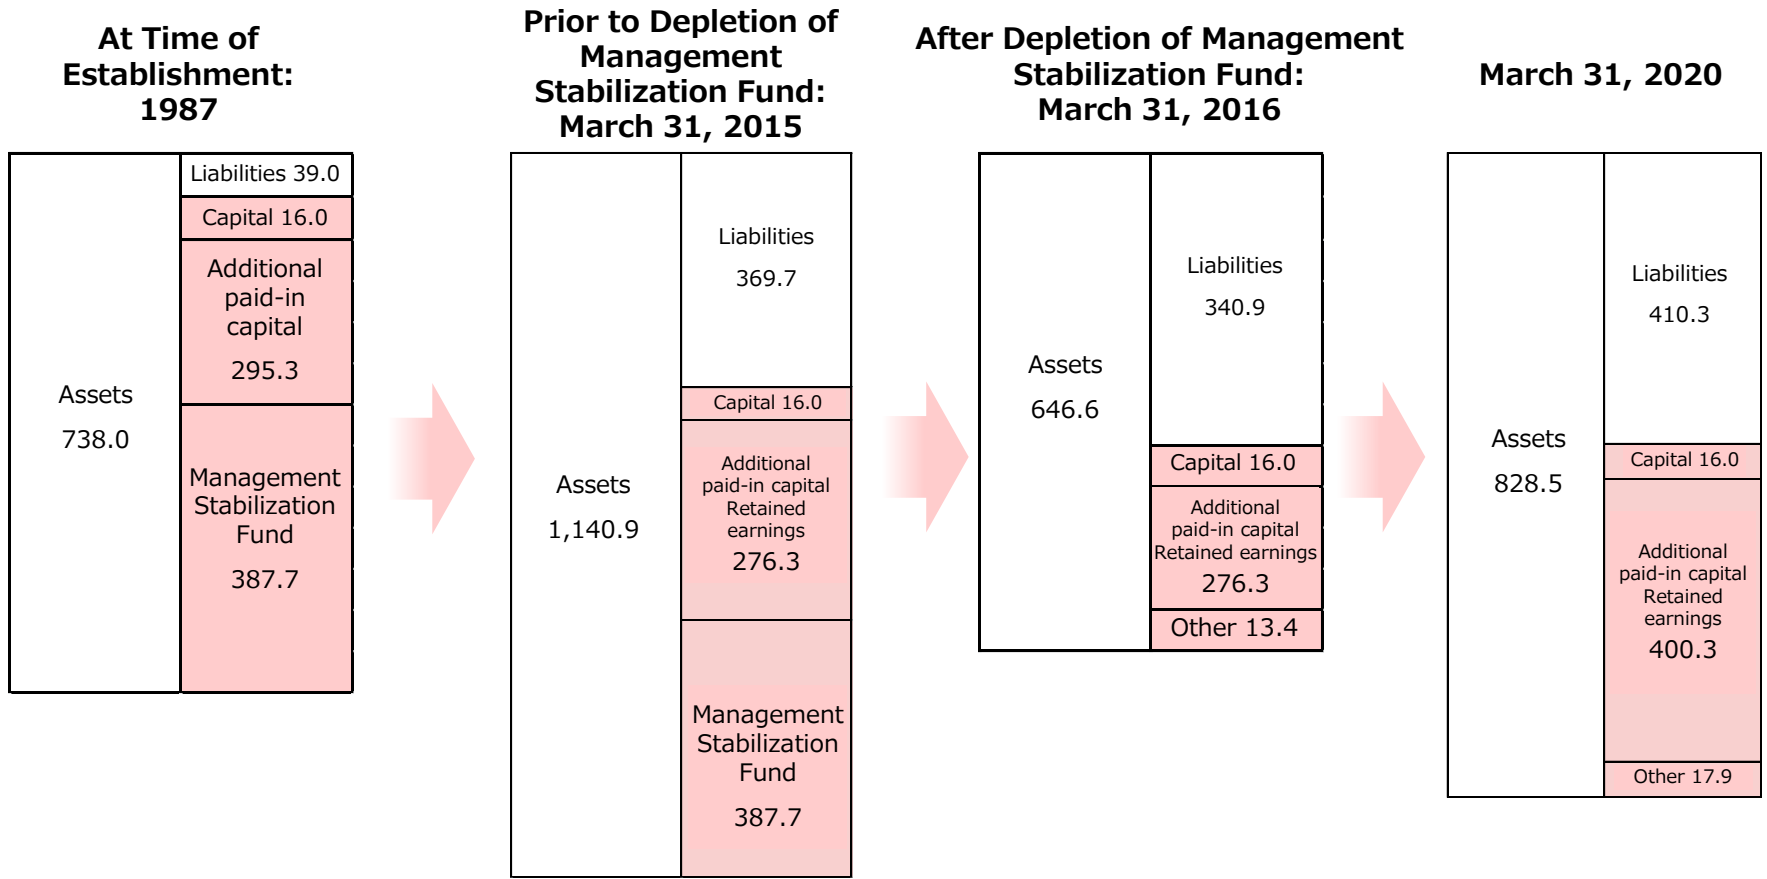 At Time of
Establishment:
1987
Assets
738.0
Liabilities 39.0
Capital 16.0
Additional
paid-in
capital
295.3
Management
Stabilization
Fund
387.7
Prior to Depletion of
Management
Stabilization Fund:
March 31, 2015
Assets
1,140.9
Liabilities
369.7
Capital 16.0
Additional
paid-in capital
Retained
earnings
276.3
Management
Stabilization
Fund
387.7
After Depletion of Management
Stabilization Fund:
March 31, 2016
Assets
646.6
Liabilities
340.9
Capital 16.0
Additional
paid-in capital
Retained earnings
276.3
Other 13.4
March 31, 2020
Assets
828.5
Liabilities
410.3
Capital 16.0
Additional
paid-in capital
Retained
earnings
400.3
Other 17.9